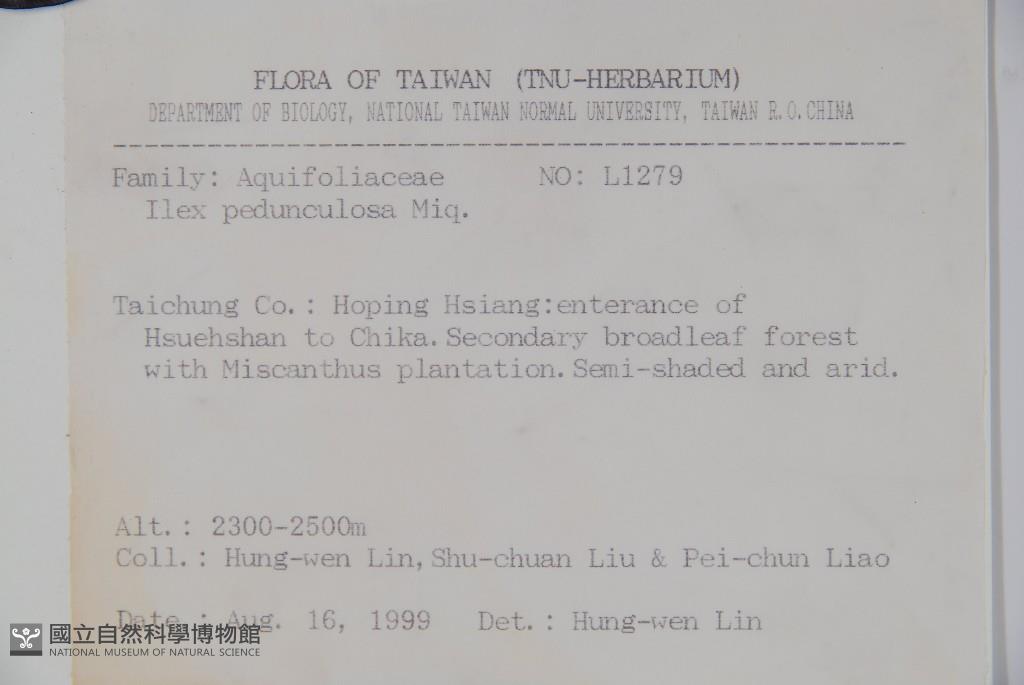 FLORA OF TAIWAN (TNU-HERBARIUM)
DEPARTMENT OF BIOLOGY, NATIONAL TAIWAN NORMAL UNIVERSITY, TAIWAN R.O.CHINA
Family: Aquifoliaceae NO: L1279
Ilex pedunculosa Miq.
Taichung Co.: Hoping Hsiang:enterance of
Hsuehshan to Chika. Secondary broadleaf forest
with Miscanthus plantation. Semi-shaded and arid.
Alt.: 2300-2500m
Coll.: Hung-wen Lin, Shu-chuan Liu & Pei-chun Liao
Date.: Aug. 16, 1999 Det.: Hung-wen Lin
國立自然科學博物館
NATIONAL MUSEUM OF NATURAL SCIENCE